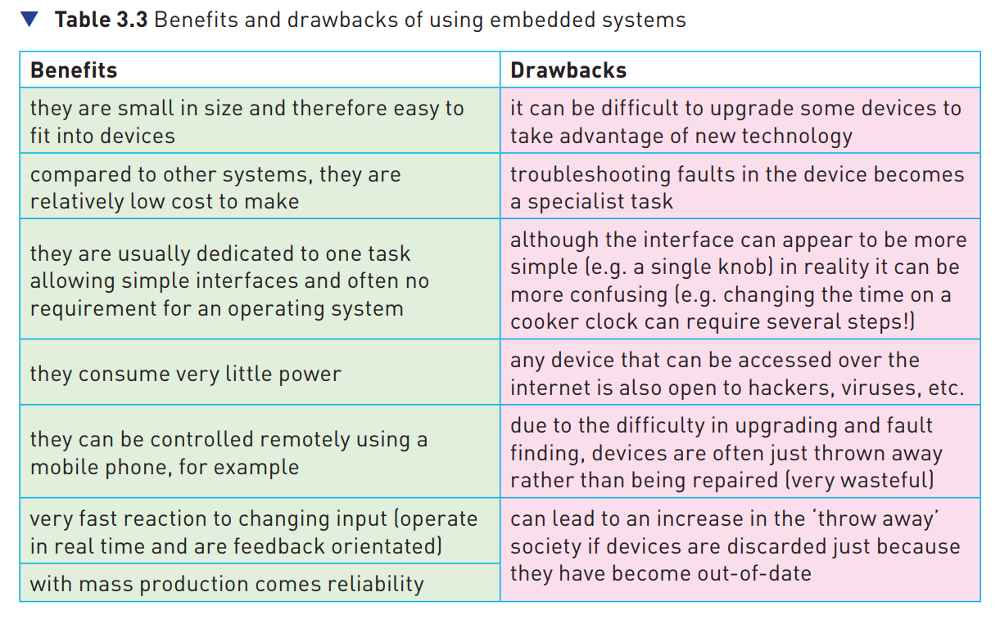 ▼ Table 3.3 Benefits and drawbacks of using embedded systems
Benefits
Drawbacks
they are small in size and therefore easy to
fit into devices
it can be difficult to upgrade some devices to
take advantage of new technology
compared to other systems, they are
relatively low cost to make
troubleshooting faults in the device becomes
a specialist task
they are usually dedicated to one task
allowing simple interfaces and often no
requirement for an operating system
although the interface can appear to be more
simple (e.g. a single knob) in reality it can be
more confusing (e.g. changing the time on a
cooker clock can require several steps!)
they consume very little power
any device that can be accessed over the
internet is also open to hackers, viruses, etc.
they can be controlled remotely using a
mobile phone, for example
due to the difficulty in upgrading and fault
finding, devices are often just thrown away
rather than being repaired (very wasteful)
very fast reaction to changing input (operate
in real time and are feedback orientated)
can lead to an increase in the ‘throw away’
society if devices are discarded just because
they have become out-of-date
with mass production comes reliability